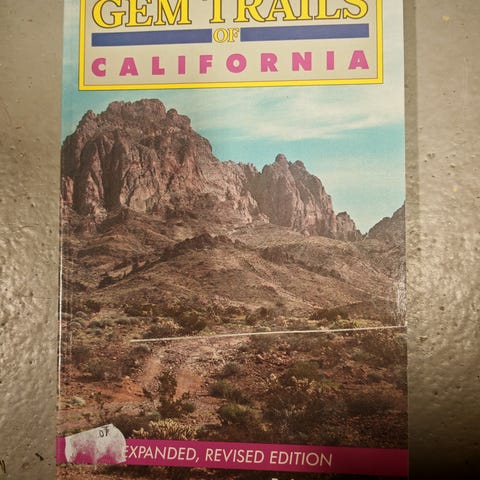 GEM TRAILS
OF
CALIFORNIA
EXPANDED, REVISED EDITION